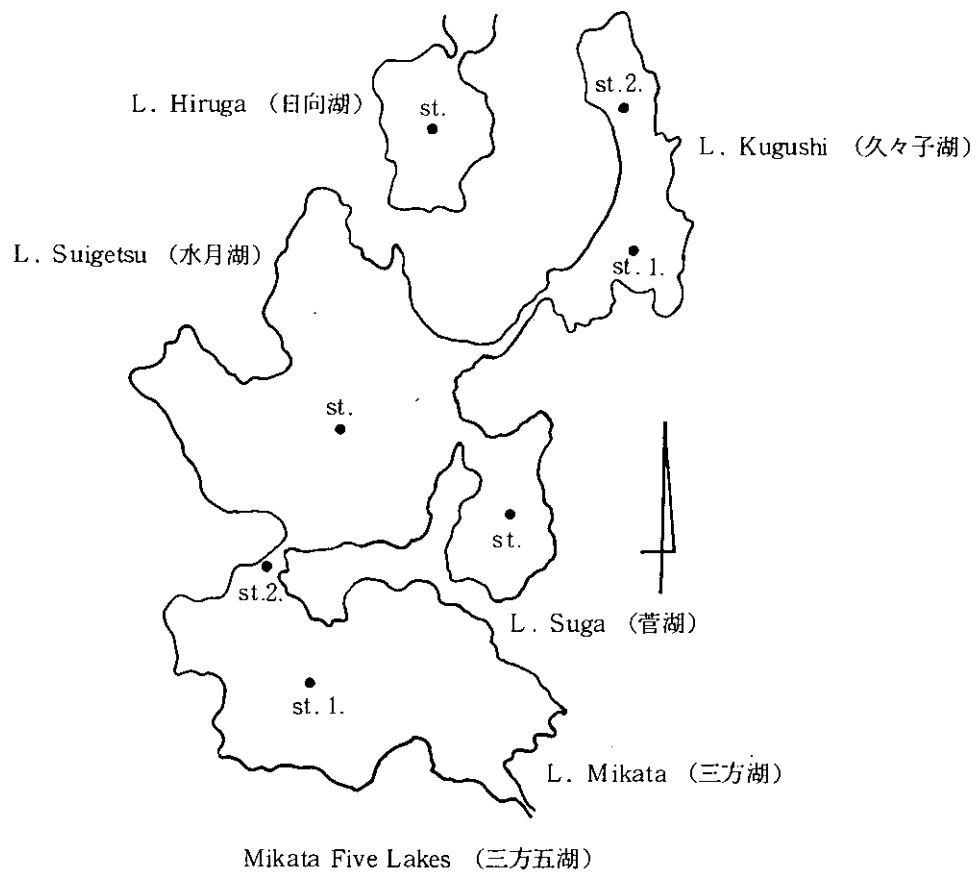 st.2.
L. Hiruga （日向湖）
st.
L. Kugushi （久々子湖）
L. Suigetsu （水月湖）
st. 1.
st.
st.
st.2.
L. Suga （菅湖）
st. 1.
L. Mikata （三方湖）
Mikata Five Lakes （三方五湖）